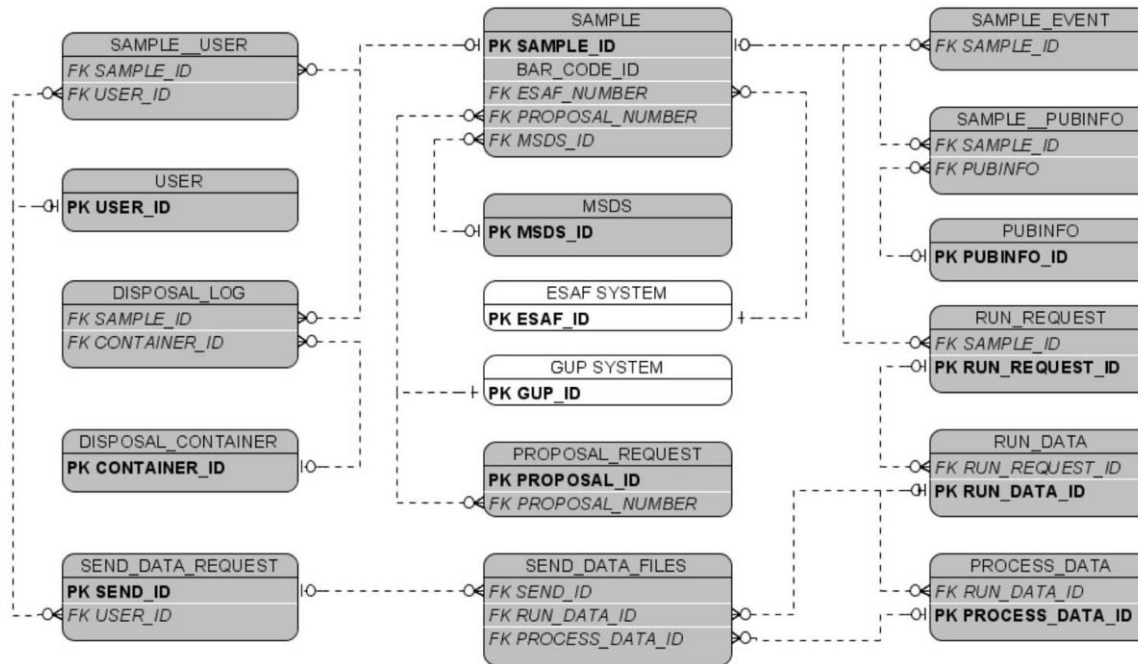 SAMPLE__USER
FK SAMPLE_ID
FK USER_ID
USER
PK USER_ID
DISPOSAL_LOG
FK SAMPLE_ID
FK CONTAINER_ID
DISPOSAL_CONTAINER
PK CONTAINER_ID
SEND_DATA_REQUEST
PK SEND_ID
FK USER_ID
SAMPLE
PK SAMPLE_ID
BAR_CODE_ID
FK ESAF_NUMBER
FK PROPOSAL_NUMBER
FK MSDS_ID
MSDS
PK MSDS_ID
ESAF SYSTEM
PK ESAF_ID
GUP SYSTEM
PK GUP_ID
PROPOSAL_REQUEST
PK PROPOSAL_ID
FK PROPOSAL_NUMBER
SEND_DATA_FILES
FK SEND_ID
FK RUN_DATA_ID
FK PROCESS_DATA_ID
SAMPLE_EVENT
FK SAMPLE_ID
SAMPLE__PUBINFO
FK SAMPLE_ID
FK PUBINFO
PUBINFO
PK PUBINFO_ID
RUN_REQUEST
FK SAMPLE_ID
PK RUN_REQUEST_ID
RUN_DATA
FK RUN_REQUEST_ID
PK RUN_DATA_ID
PROCESS_DATA
FK RUN_DATA_ID
PK PROCESS_DATA_ID